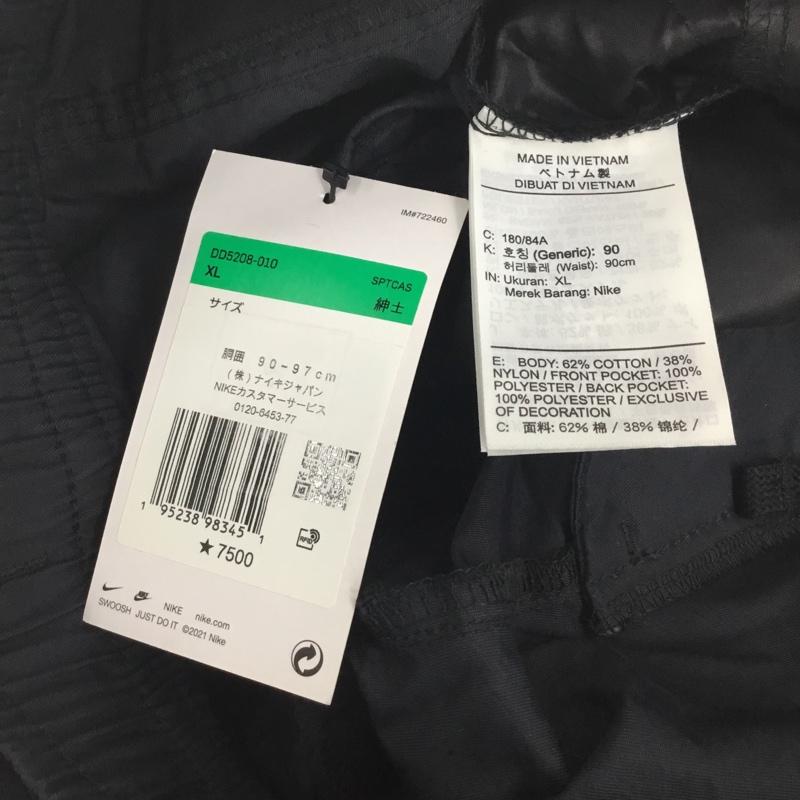 IM#722460
DD5208-010
XL
SPTCAS
サイズ
紳士
胴囲 90-97cm
(株)ナイキジャパン
NIKEカスタマーサービス
0120-6453-77
1 95238 98345 1
RFID
★7500
NIKE nike.com
SWOOSH JUST DO IT ©2021 Nike
MADE IN VIETNAM
ベトナム製
DIBUAT DI VIETNAM
C: 180/84A
K: 호칭 (Generic): 90
허리둘레 (Waist): 90cm
IN: Ukuran: XL
Merek Barang: Nike
E: BODY: 62% COTTON / 38%
NYLON / FRONT POCKET: 100%
POLYESTER / BACK POCKET:
100% POLYESTER / EXCLUSIVE
OF DECORATION
C: 面料: 62% 棉 / 38% 锦纶 /